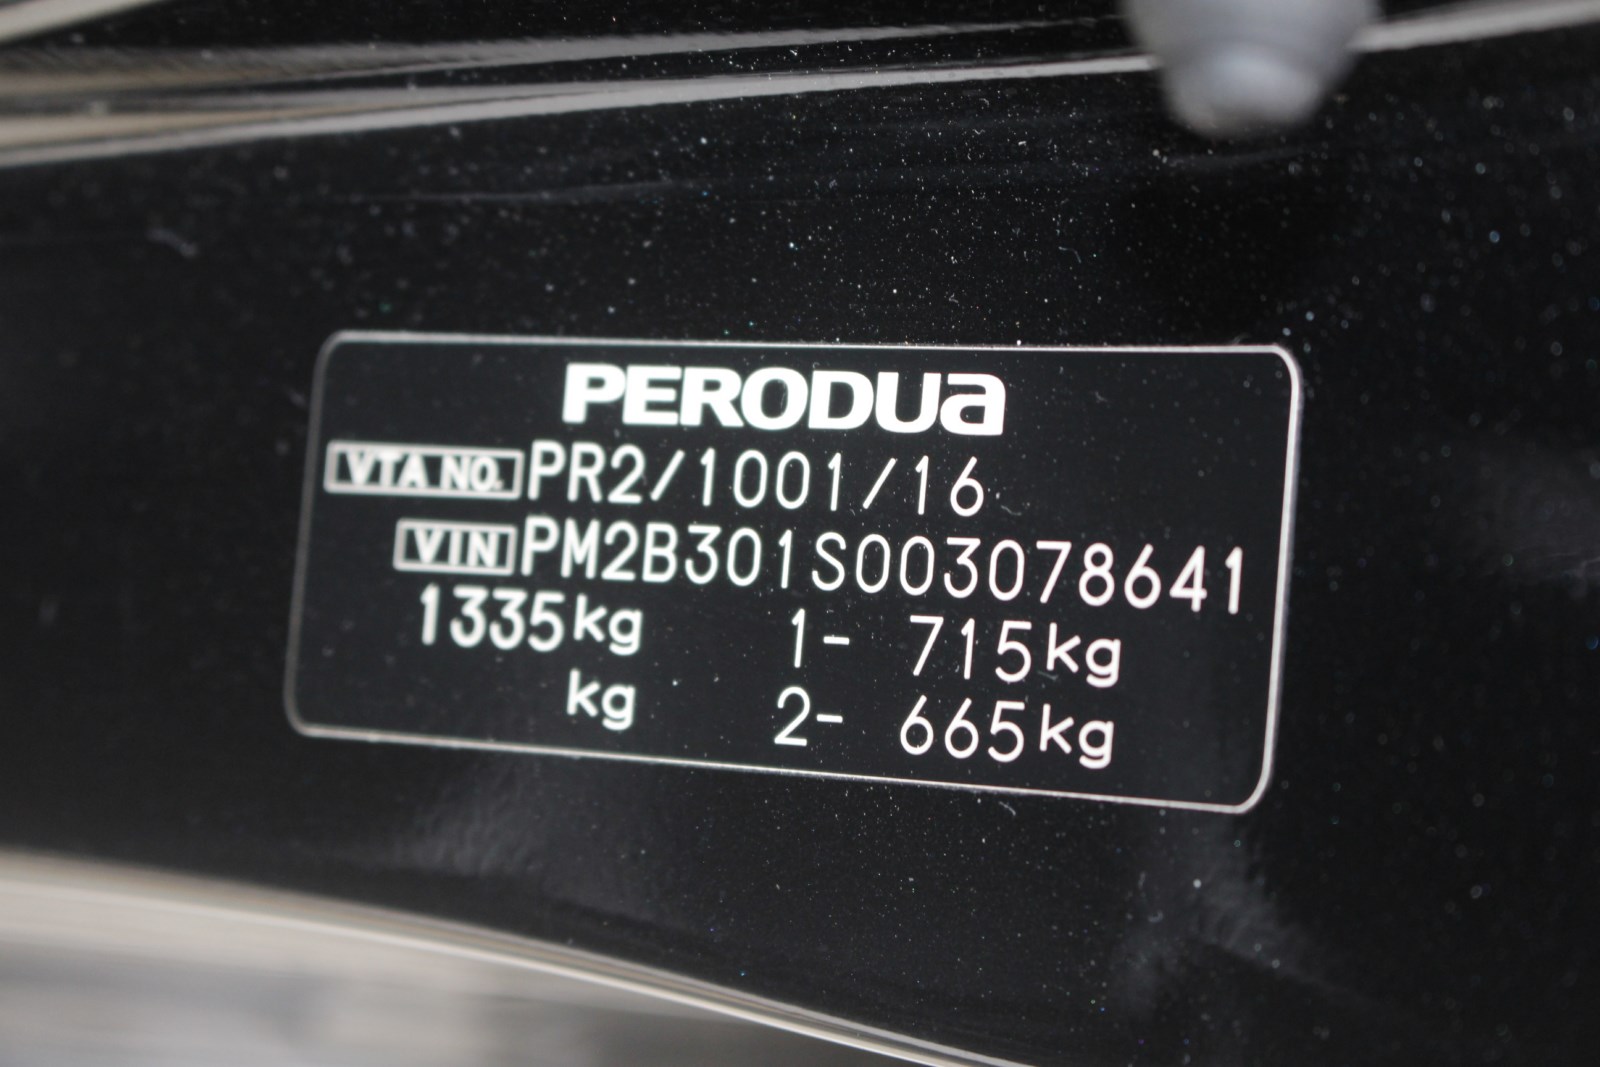 PERODUA
VTA NO. PR2/1001/16
VIN PM2B301S003078641
1335kg 1- 715kg
kg 2- 665kg